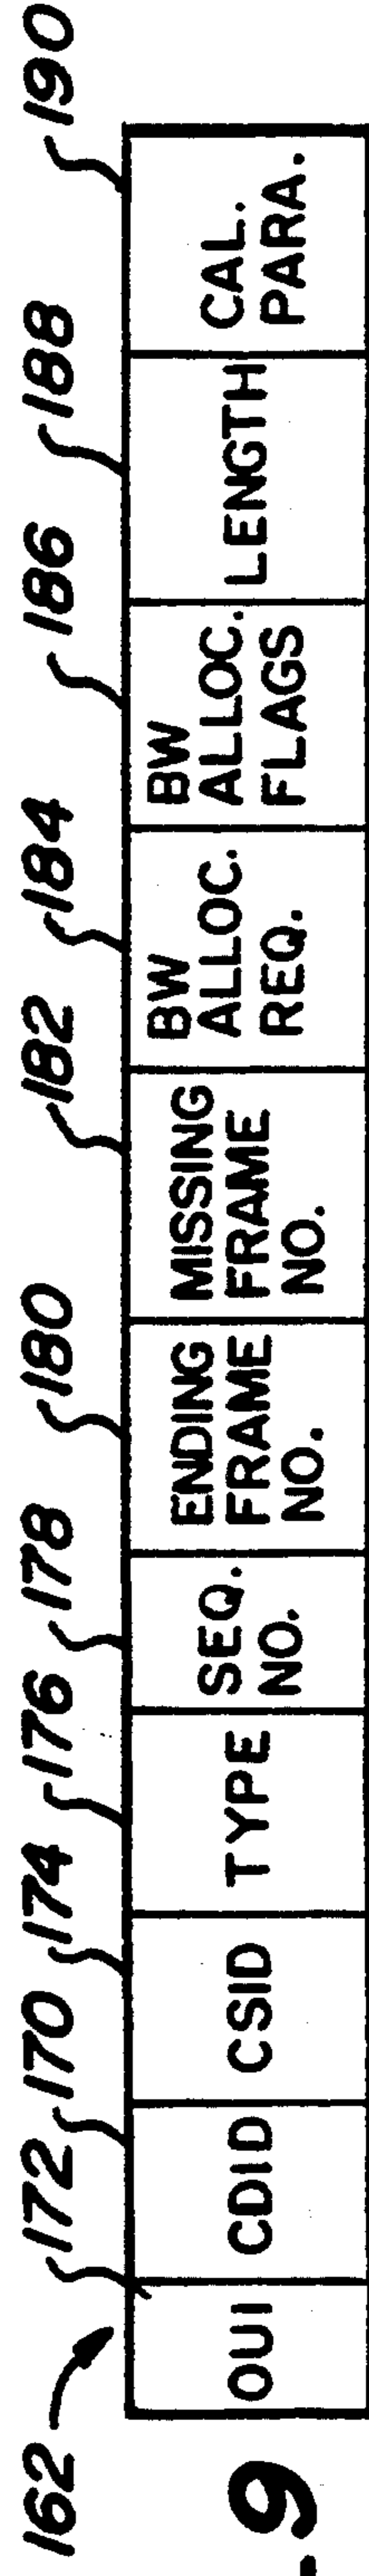 162 172 170 174 176 178 180 182 184 186 188 190
OUI
CDID
CSID
TYPE
SEQ.
NO.
ENDING
FRAME
NO.
MISSING
FRAME
NO.
BW
ALLOC.
REQ.
BW
ALLOC.
FLAGS
LENGTH
CAL.
PARA.
-9